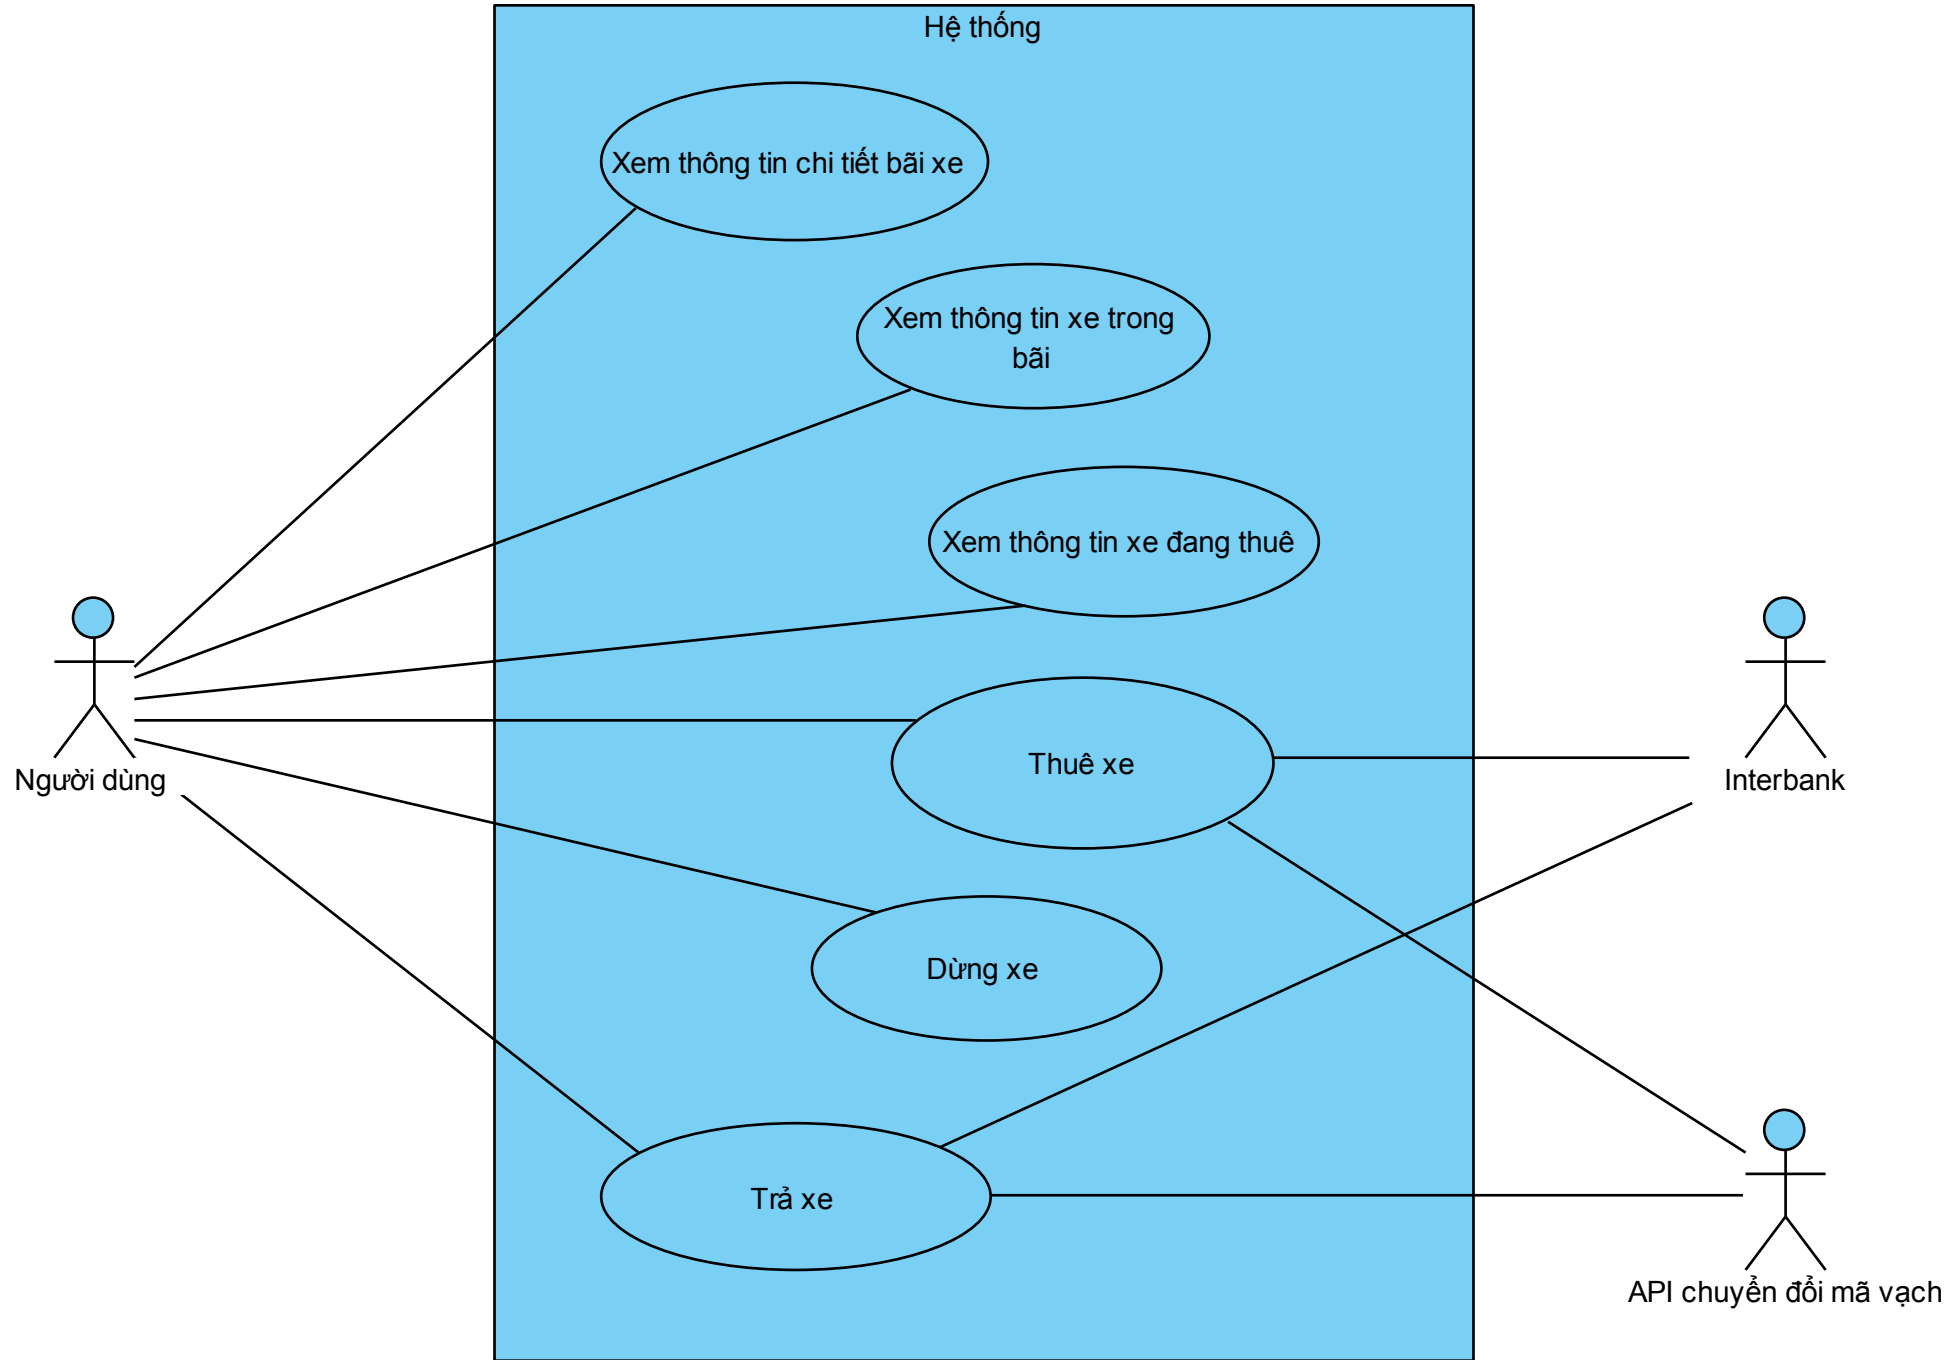 Hệ thống
Xem thông tin chi tiết bãi xe
Xem thông tin xe trong
bãi
Xem thông tin xe đang thuê
Thuê xe
Người dùng
Interbank
Dừng xe
Trả xe
API chuyển đổi mã vạch